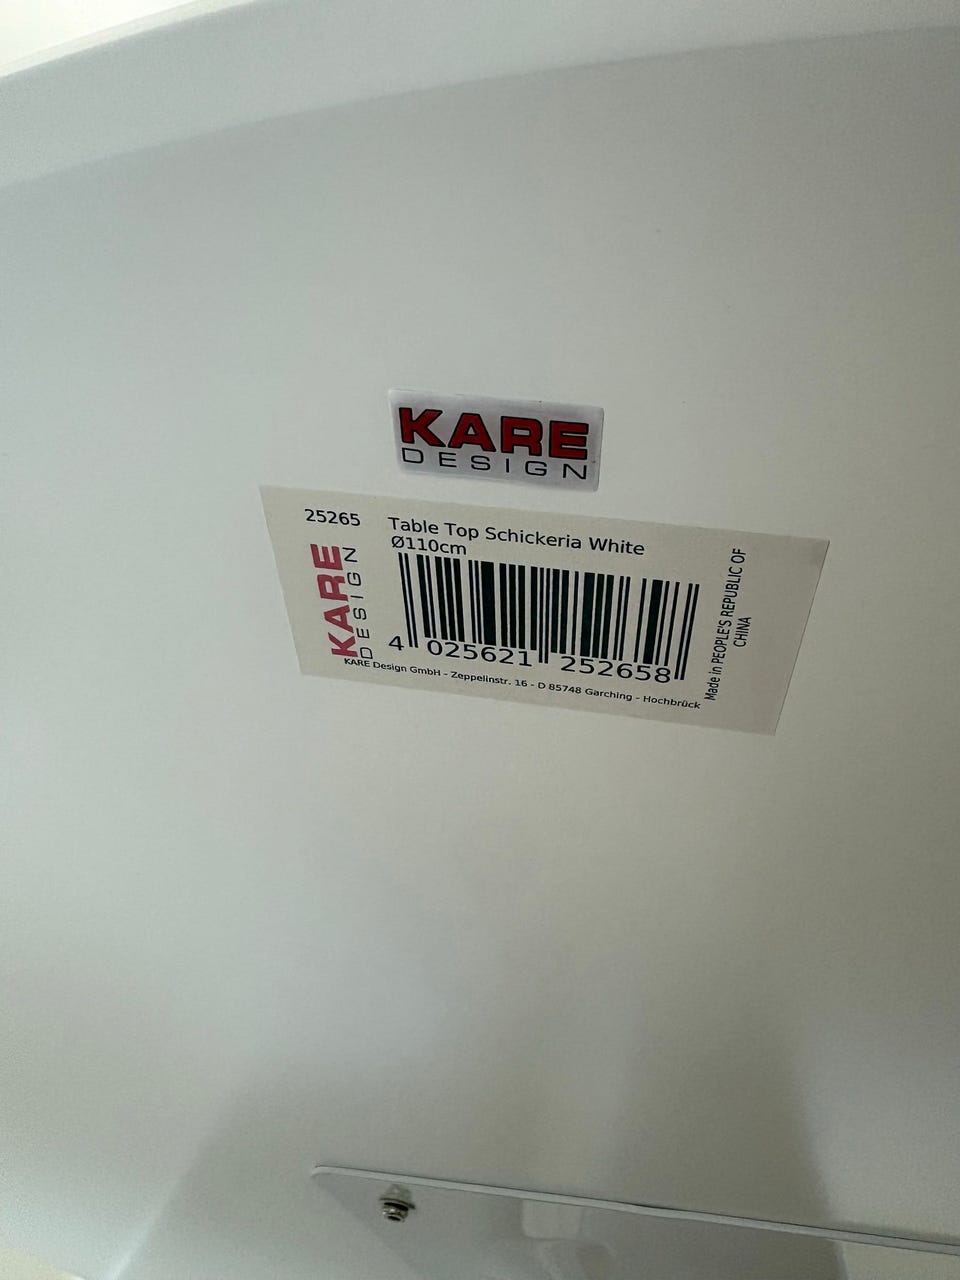 KARE
DESIGN
25265
Table Top Schickeria White
Ø110cm
KARE
DESIGN
4 025621 252658
KARE Design GmbH - Zeppelinstr. 16 - D 85748 Garching - Hochbrück
Made in PEOPLE'S REPUBLIC OF
CHINA